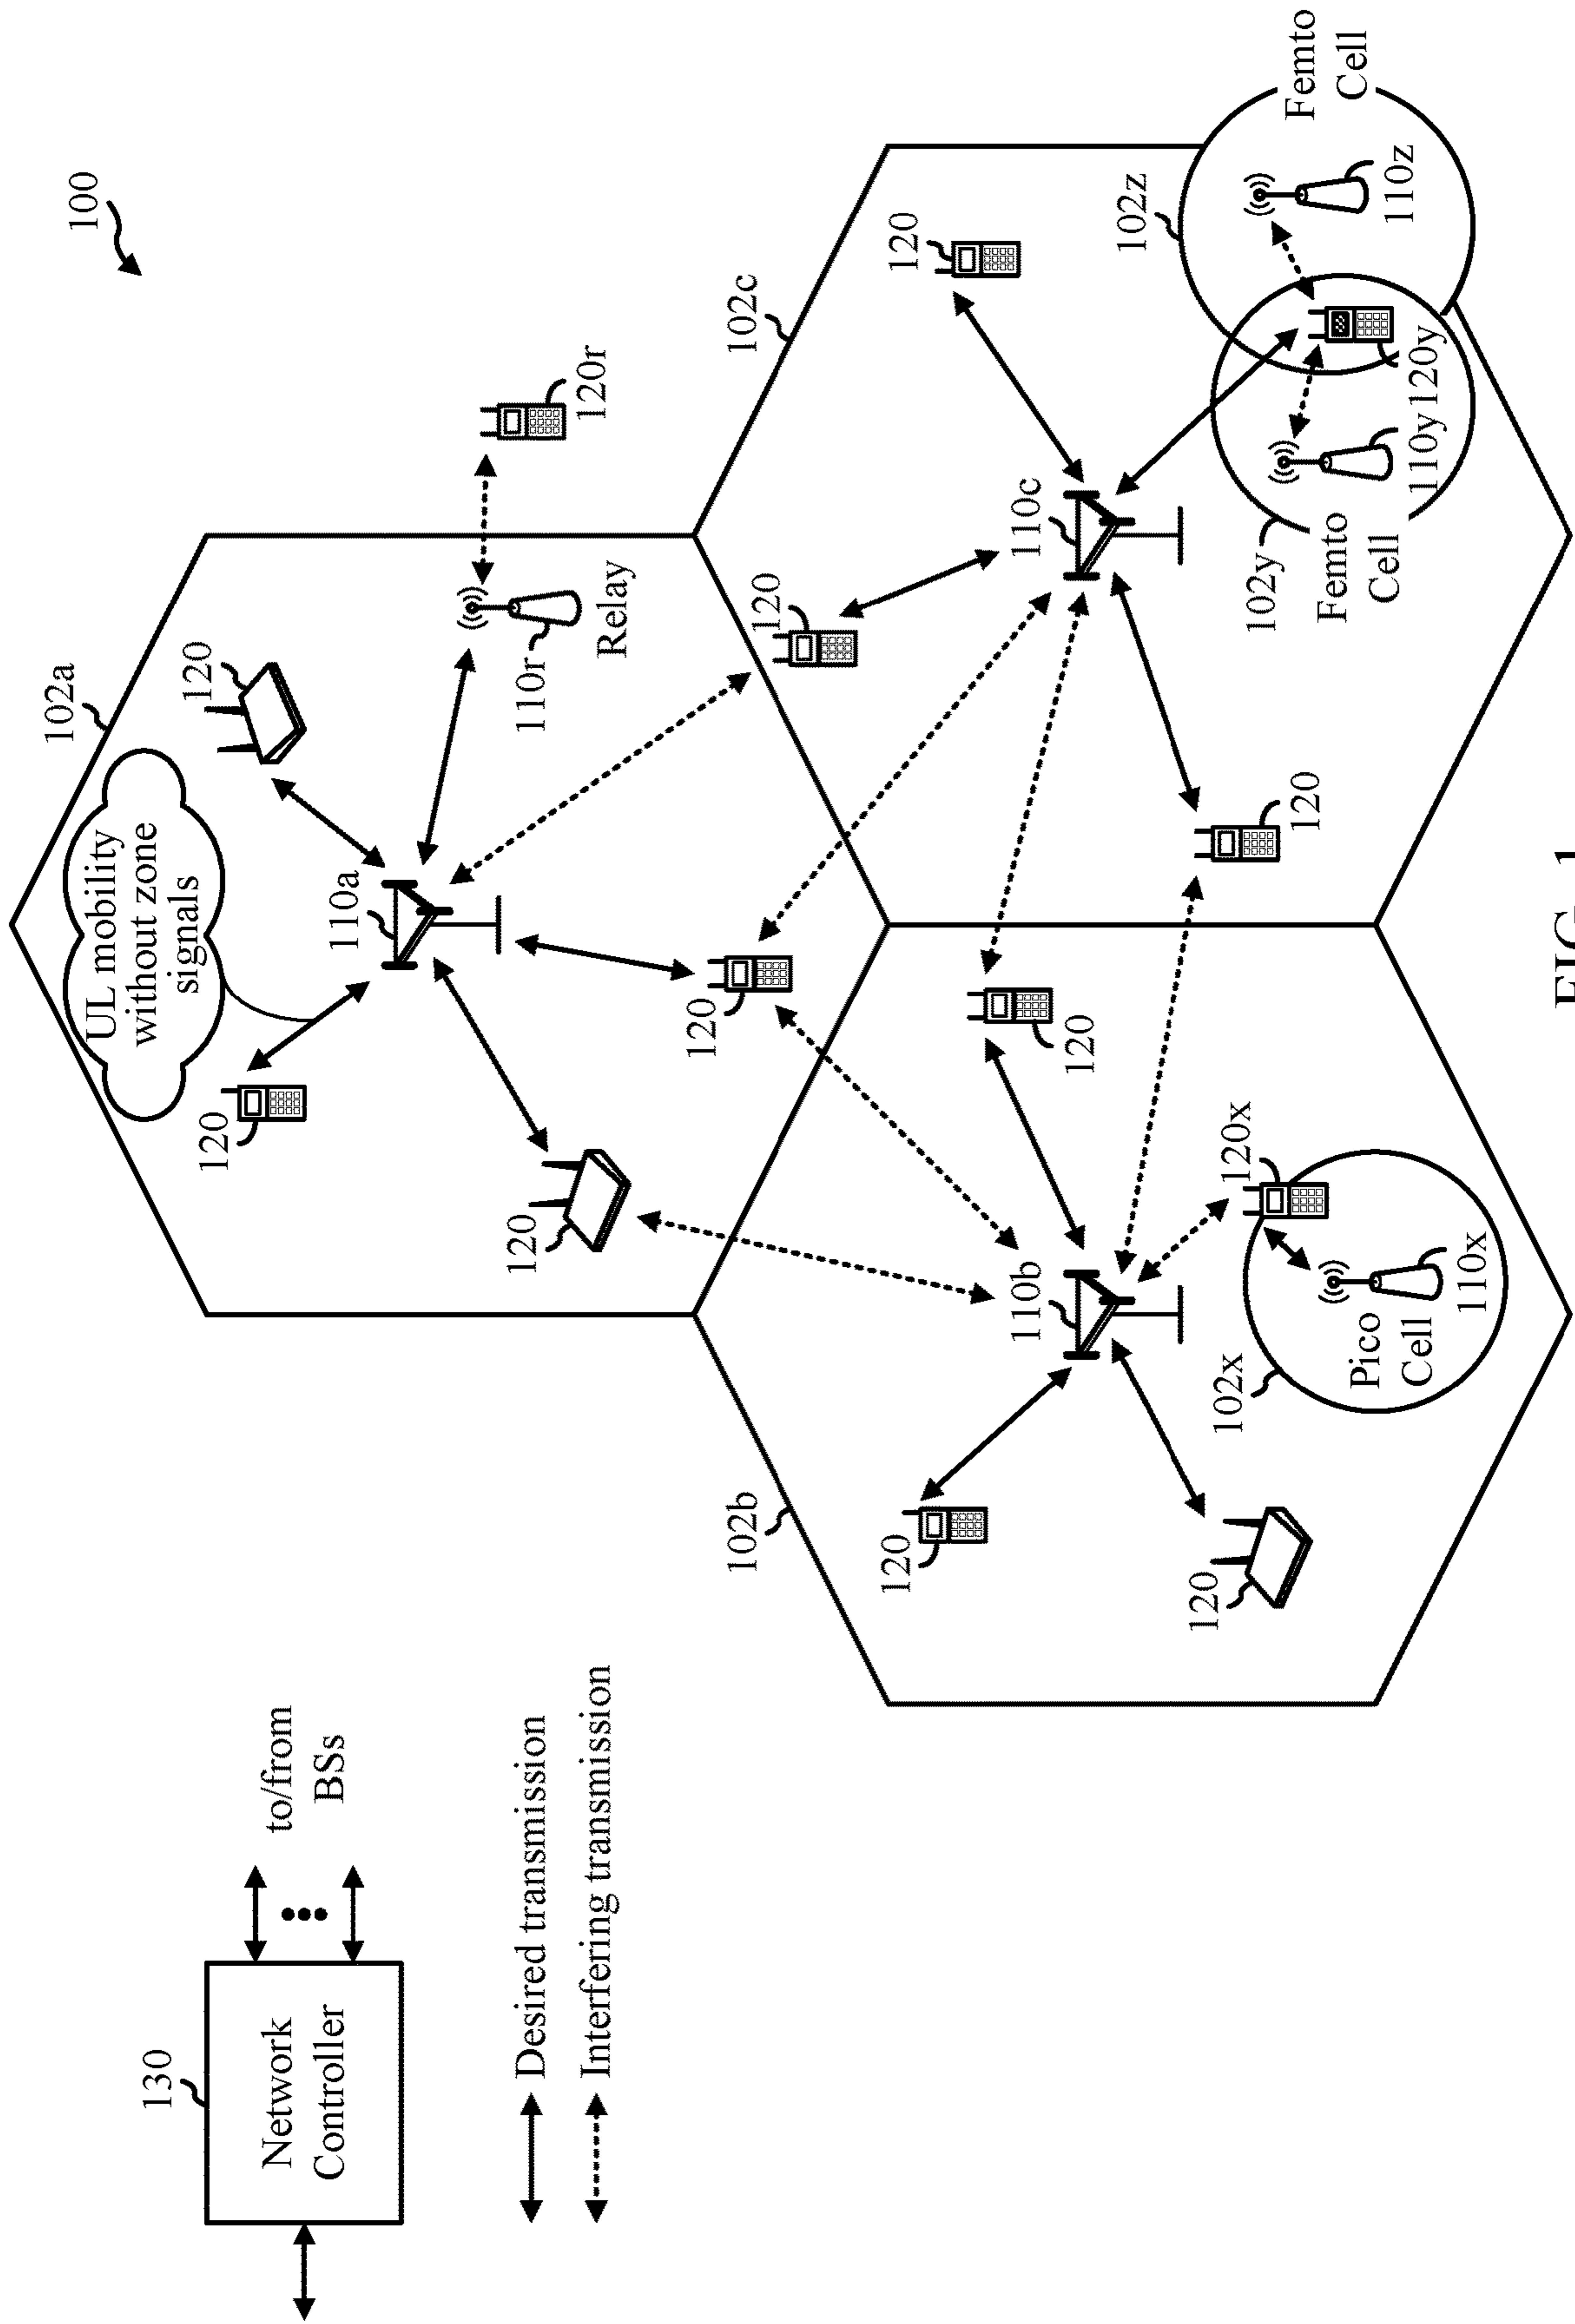 100
130
Network
Controller
to/from
BSs
Desired transmission
Interfering transmission
102a
UL mobility
without zone
signals
120
120
110a
120
110r
Relay
120r
120
120
102b
120
110b
120
120
102x
Pico
Cell
110x
120x
102c
120
110c
120
102y
Femto
Cell
110y
120y
102z
110z
Femto
Cell
120
FIG. 1